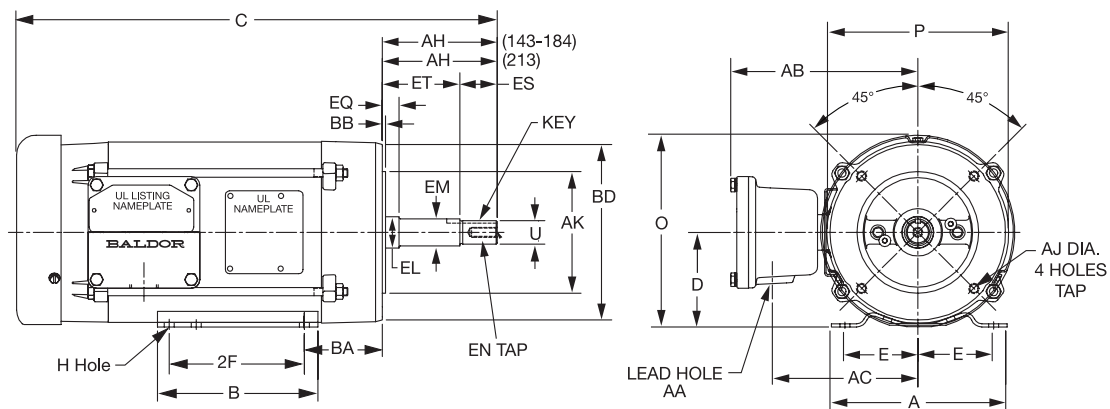 C
AH
(143-184)
AH
(213)
ET
ES
EQ
BB
KEY
EM
BD
AK
U
EL
UL LISTING
NAMEPLATE
UL
NAMEPLATE
BALDOR
H Hole
2F
BA
B
EN TAP
P
AB
45°
45°
O
D
AJ DIA.
4 HOLES
TAP
E
E
LEAD HOLE
AA
AC
A